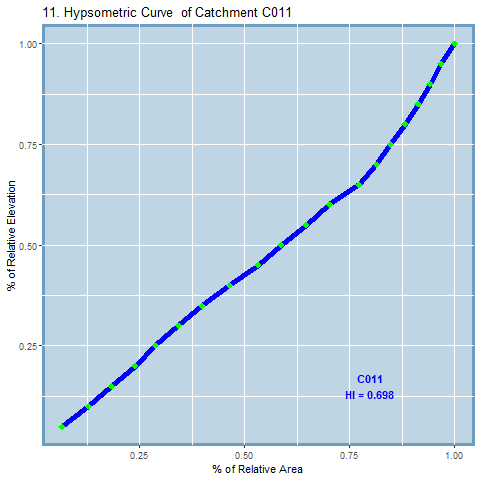 11. Hypsometric Curve  of Catchment C011
1.00
0.75
0.50
0.25
% of Relative Elevation
C011
HI = 0.698
0.25 0.50 0.75 1.00
% of Relative Area